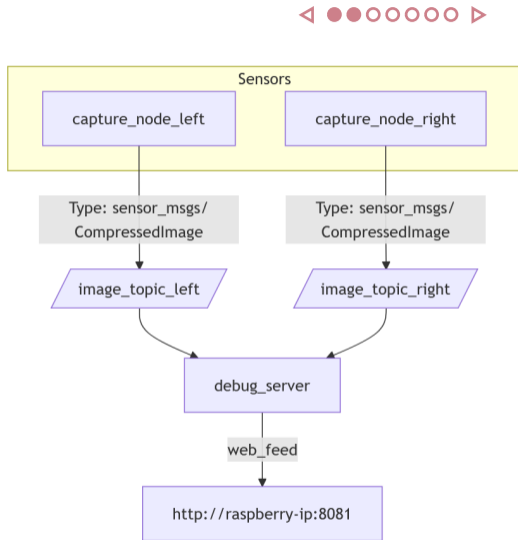 Sensors
capture_node_left
capture_node_right
Type: sensor_msgs/
CompressedImage
Type: sensor_msgs/
CompressedImage
image_topic_left
image_topic_right
debug_server
web_feed
http://raspberry-ip:8081